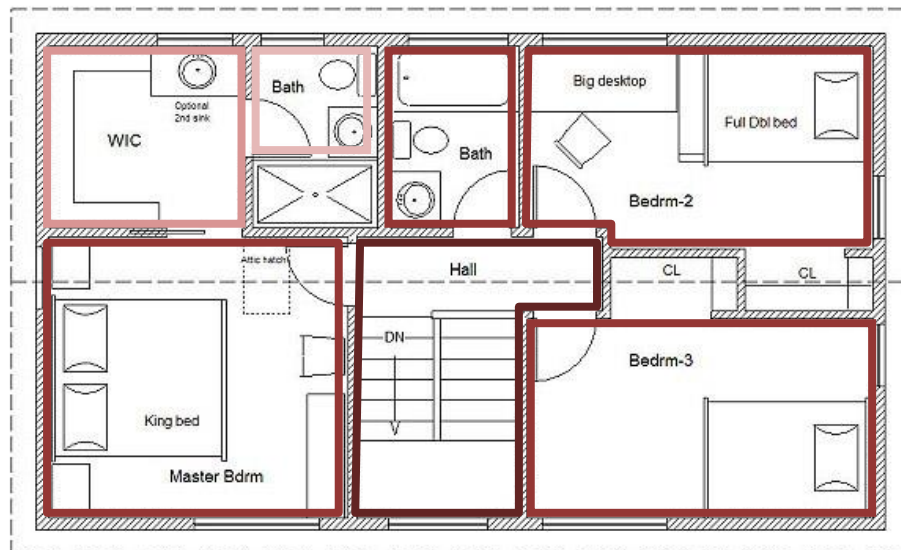 Bath
Big desktop
Full Dbl bed
Optional
2nd sink
WIC
Bath
Bedrm-2
Attic hatch
Hall
CL
CL
DN
Bedrm-3
King bed
Master Bdrm